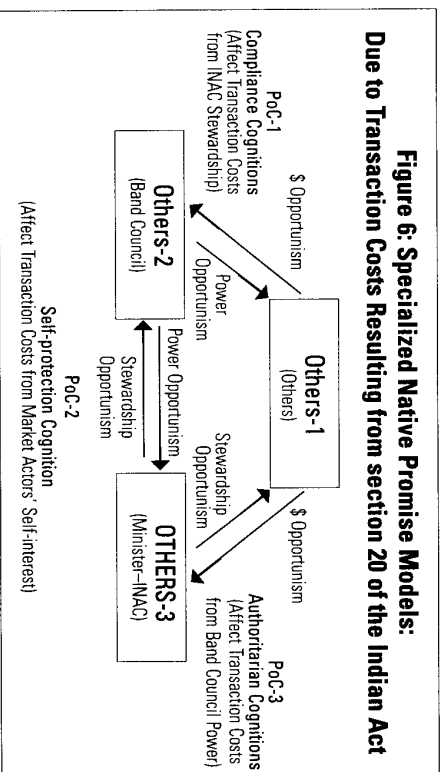 Figure 6: Specialized Native Promise Models:
Due to Transaction Costs Resulting from section 20 of the Indian Act
Others-1
(Others)
$ Opportunism
Power
Opportunism
Stewardship
Opportunism
$ Opportunism
PoC-1
Compliance Cognitions
(Affect Transaction Costs
from INAC Stewardship)
PoC-3
Authoritarian Cognitions
(Affect Transaction Costs
from Band Council Power)
Others-2
(Band Council)
Power Opportunism
Stewardship
Opportunism
OTHERS-3
(Minister–INAC)
PoC-2
Self-protection Cognition
(Affect Transaction Costs from Market Actors' Self-interest)